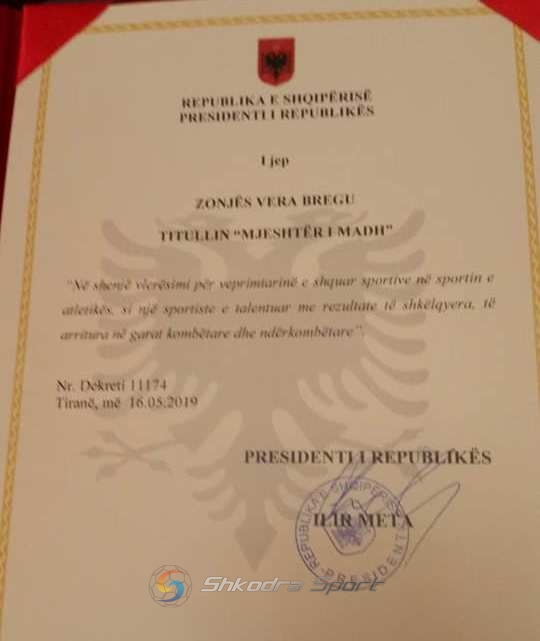 REPUBLIKA E SHQIPËRISË
PRESIDENTI I REPUBLIKËS
I jep
ZONJËS VERA BREGU
TITULLIN “MJESHTËR I MADH”
“Në shenjë vlerësimi për veprimtarinë e shquar sportive në sportin e
atletikës, si një sportiste e talentuar me rezultate të shkëlqyera, të
arritura në garat kombëtare dhe ndërkombëtare”.
Nr. Dekreti 11174
Tiranë, më 16.05.2019
PRESIDENTI I REPUBLIKËS
ILIR META
REPUBLIKA E SHQIPËRISË
PRESIDENTI
Shkodra Sport